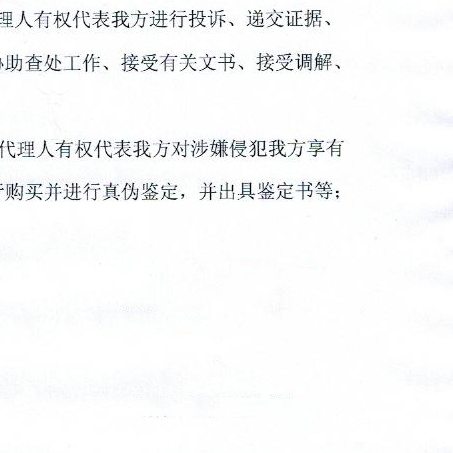 理人有权代表我方进行投诉、递交证据、
协助查处工作、接受有关文书、接受调解、
代理人有权代表我方对涉嫌侵犯我方享有
行购买并进行真伪鉴定，并出具鉴定书等；